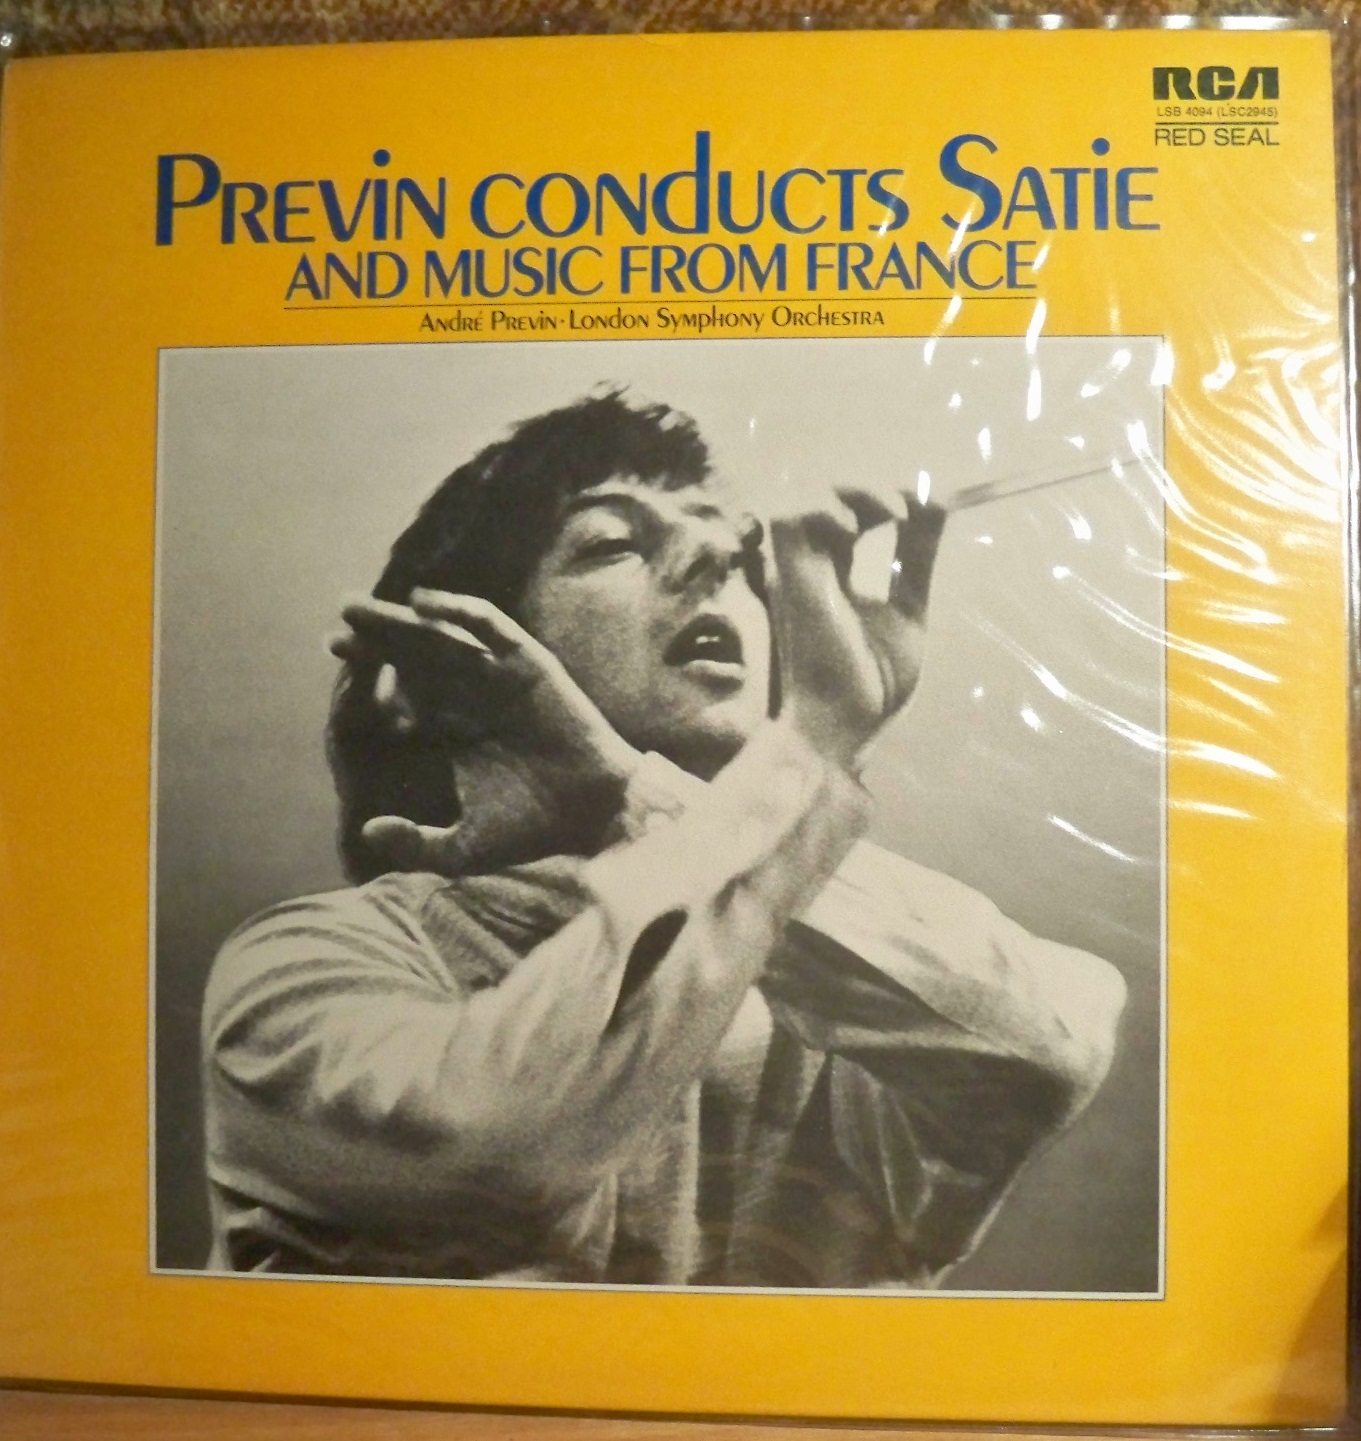 RCA
LSB 4094 (LSC2945)
RED SEAL
PREViN CONdUCTS SATiE
AND MUSIC FROM FRANCE
ANdRÉ PREViN · LONdON SYMPhONY ORChESTRA